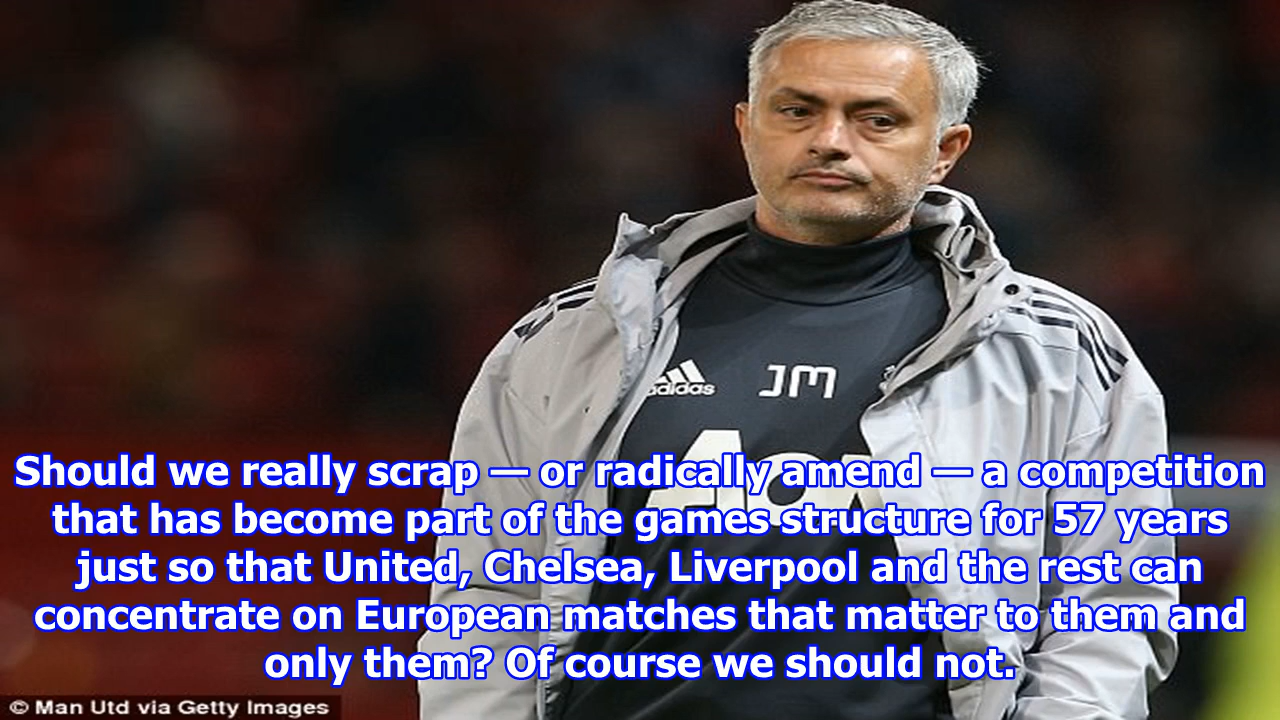 adidas
JM
Should we really scrap — or radically amend — a competition
that has become part of the games structure for 57 years
just so that United, Chelsea, Liverpool and the rest can
concentrate on European matches that matter to them and
only them? Of course we should not.
© Man Utd via Getty Images